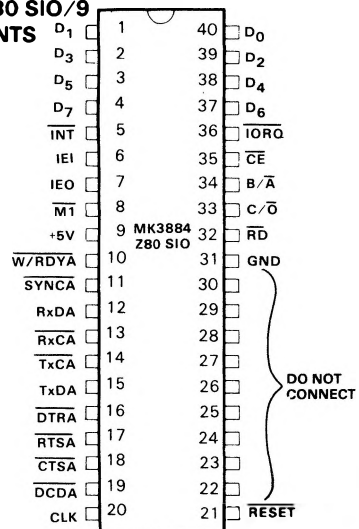 80 SIO/9
NTS
D1 1 40 D0
D3 2 39 D2
D5 3 38 D4
D7 4 37 D6
INT 5 36 IORQ
IEI 6 35 CE
IEO 7 34 B/A
M1 8 33 C/D
+5V 9 MK3884 32 RD
Z80 SIO
W/RDYA 10 31 GND
SYNCA 11 30
RxDA 12 29
RxCA 13 28
TxCA 14 27
TxDA 15 26 DO NOT
CONNECT
DTRA 16 25
RTSA 17 24
CTSA 18 23
DCDA 19 22
CLK 20 21 RESET